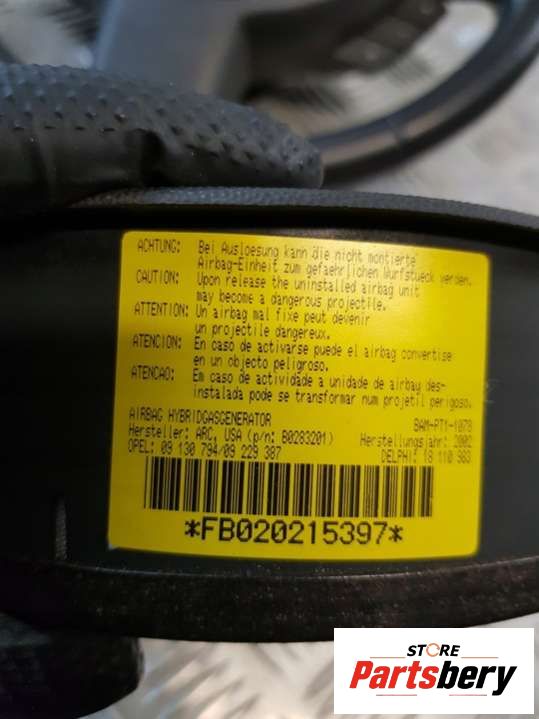 ACHTUNG: Bei Ausloesung kann die nicht montierte
Airbag-Einheit zum gefaehrlichen Wurfstueck werden.
CAUTION: Upon release the uninstalled airbag unit
may become a dangerous projectile.
ATTENTION: Un airbag mal fixe peut devenir
un projectile dangereux.
ATENCION: En caso de activarse puede el airbag convertise
en un objecto peligroso.
ATENCAO: Em caso de actividade a unidade de airbag des-
instalada pode se transformar num projetil perigoso.
AIRBAG HYBRIDGASGENERATOR BAM-PT1-1078
Hersteller: ARC, USA (p/n: B0283201) Herstellungsjahr: 2002
OPEL: 09 130 794/09 229 387 DELPHI: 18 110 983
*FB020215397*
STORE
Partsbery